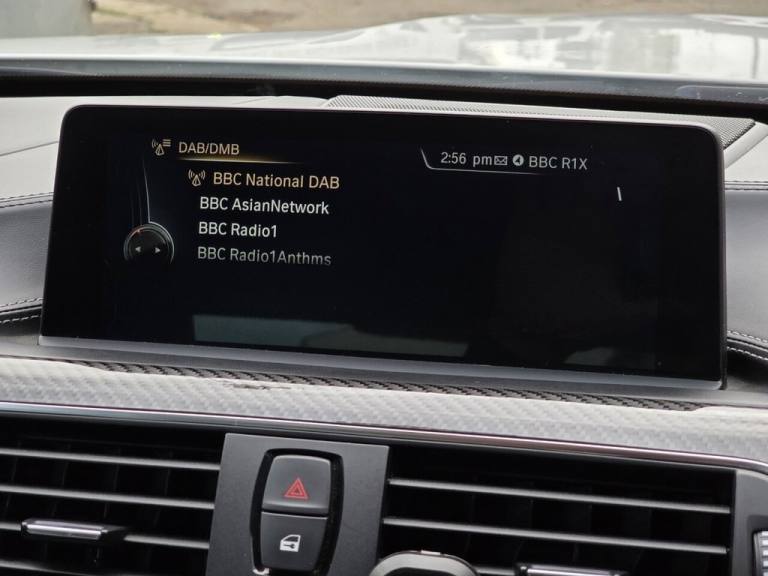 DAB/DMB
2:56 pm BBC R1X
BBC National DAB
BBC AsianNetwork
BBC Radio1
BBC Radio1Anthms